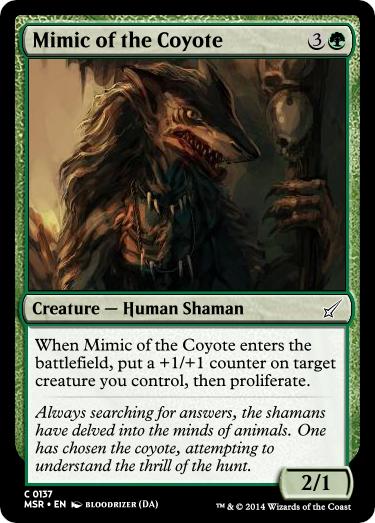 Mimic of the Coyote 3
Creature — Human Shaman
When Mimic of the Coyote enters the
battlefield, put a +1/+1 counter on target
creature you control, then proliferate.
Always searching for answers, the shamans
have delved into the minds of animals. One
has chosen the coyote, attempting to
understand the thrill of the hunt.
2/1
C 0137
MSR • EN BLOODRIZER (DA)
™ & © 2014 Wizards of the Coast